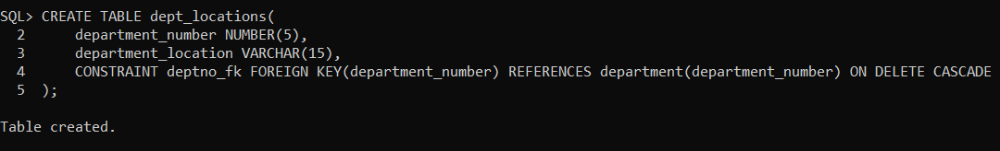 SQL> CREATE TABLE dept_locations(
  2      department_number NUMBER(5),
  3      department_location VARCHAR(15),
  4      CONSTRAINT deptno_fk FOREIGN KEY(department_number) REFERENCES department(department_number) ON DELETE CASCADE
  5  );
Table created.